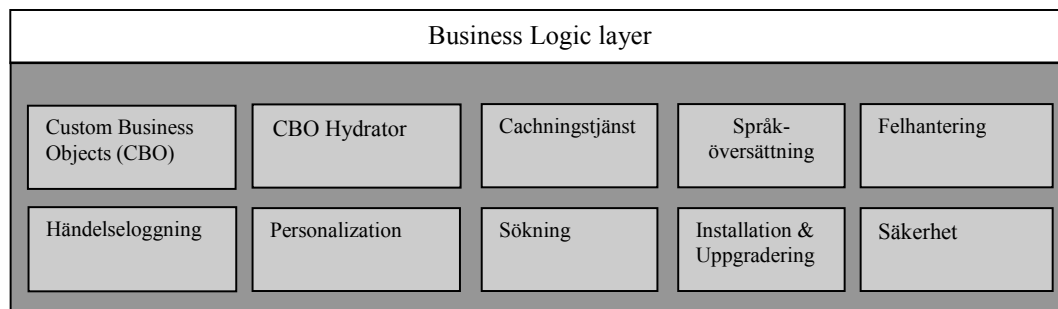 Business Logic layer
Custom Business
Objects (CBO)
CBO Hydrator
Cachningstjänst
Språk-
översättning
Felhantering
Händelseloggning
Personalization
Sökning
Installation &
Uppgradering
Säkerhet